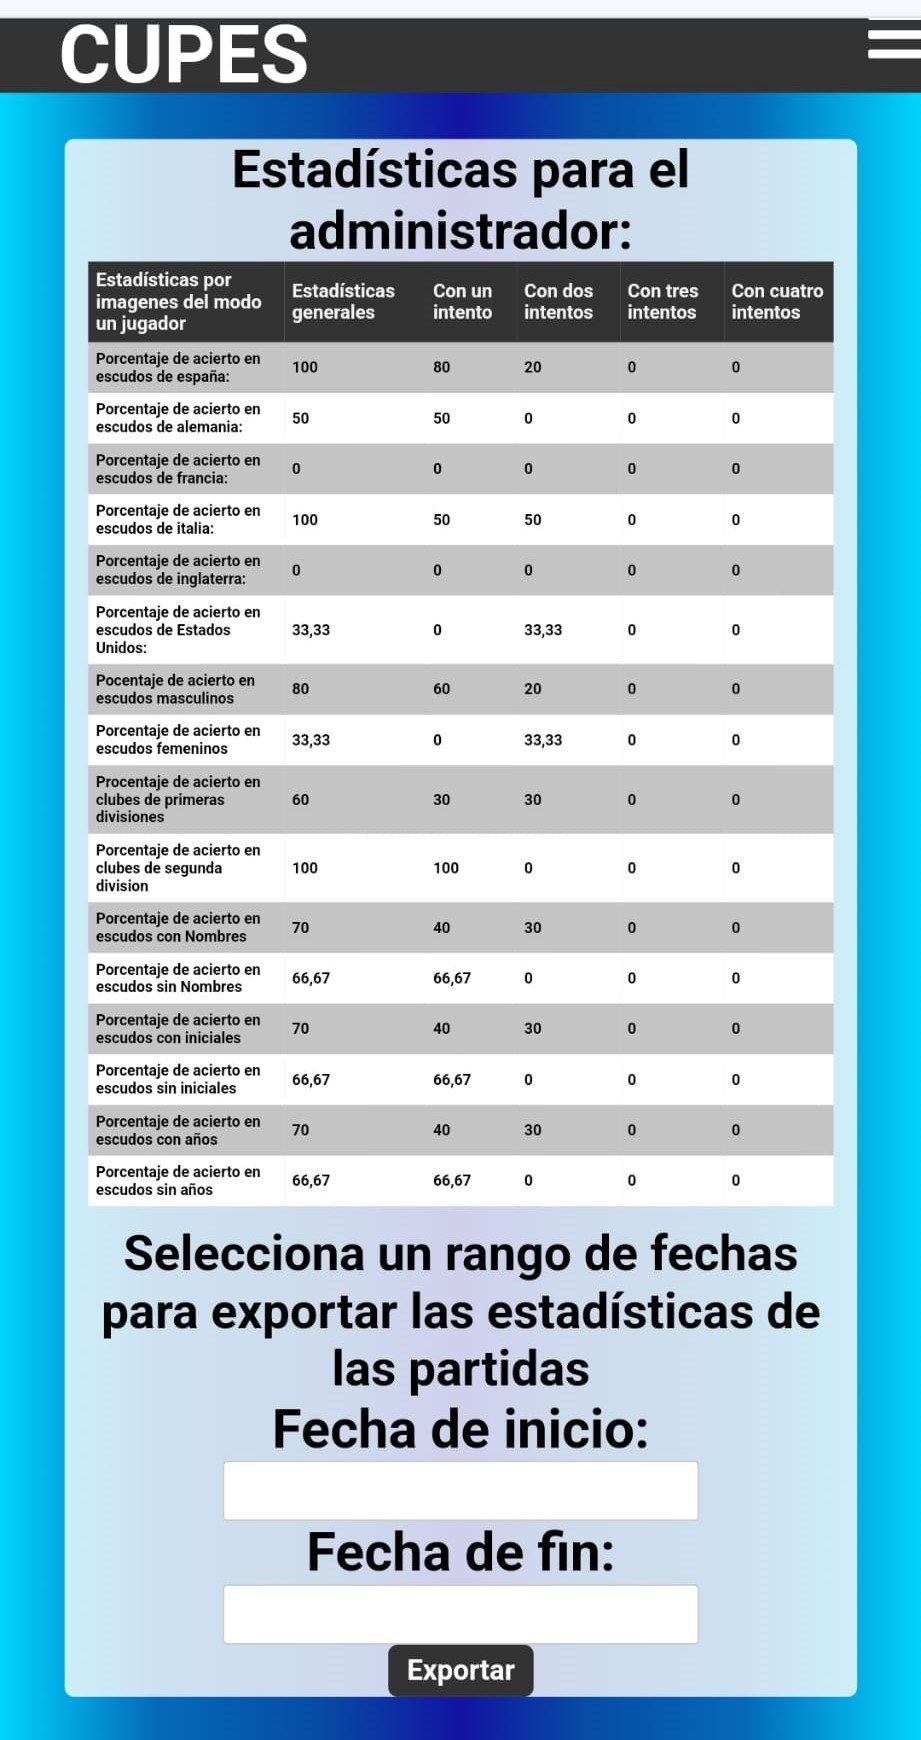 CUPES
Estadísticas para el
administrador:
Estadísticas por
imagenes del modo
un jugador
Estadísticas
generales
Con un
intento
Con dos
intentos
Con tres
intentos
Con cuatro
intentos
Porcentaje de acierto en
escudos de españa:
100 80 20 0 0
Porcentaje de acierto en
escudos de alemania:
50 50 0 0 0
Porcentaje de acierto en
escudos de francia:
0 0 0 0 0
Porcentaje de acierto en
escudos de italia:
100 50 50 0 0
Porcentaje de acierto en
escudos de inglaterra:
0 0 0 0 0
Porcentaje de acierto en
escudos de Estados
Unidos:
33,33 0 33,33 0 0
Pocentaje de acierto en
escudos masculinos
80 60 20 0 0
Porcentaje de acierto en
escudos femeninos
33,33 0 33,33 0 0
Procentaje de acierto en
clubes de primeras
divisiones
60 30 30 0 0
Porcentaje de acierto en
clubes de segunda
division
100 100 0 0 0
Porcentaje de acierto en
escudos con Nombres
70 40 30 0 0
Porcentaje de acierto en
escudos sin Nombres
66,67 66,67 0 0 0
Porcentaje de acierto en
escudos con iniciales
70 40 30 0 0
Porcentaje de acierto en
escudos sin iniciales
66,67 66,67 0 0 0
Porcentaje de acierto en
escudos con años
70 40 30 0 0
Porcentaje de acierto en
escudos sin años
66,67 66,67 0 0 0
Selecciona un rango de fechas
para exportar las estadísticas de
las partidas
Fecha de inicio:
Fecha de fin:
Exportar